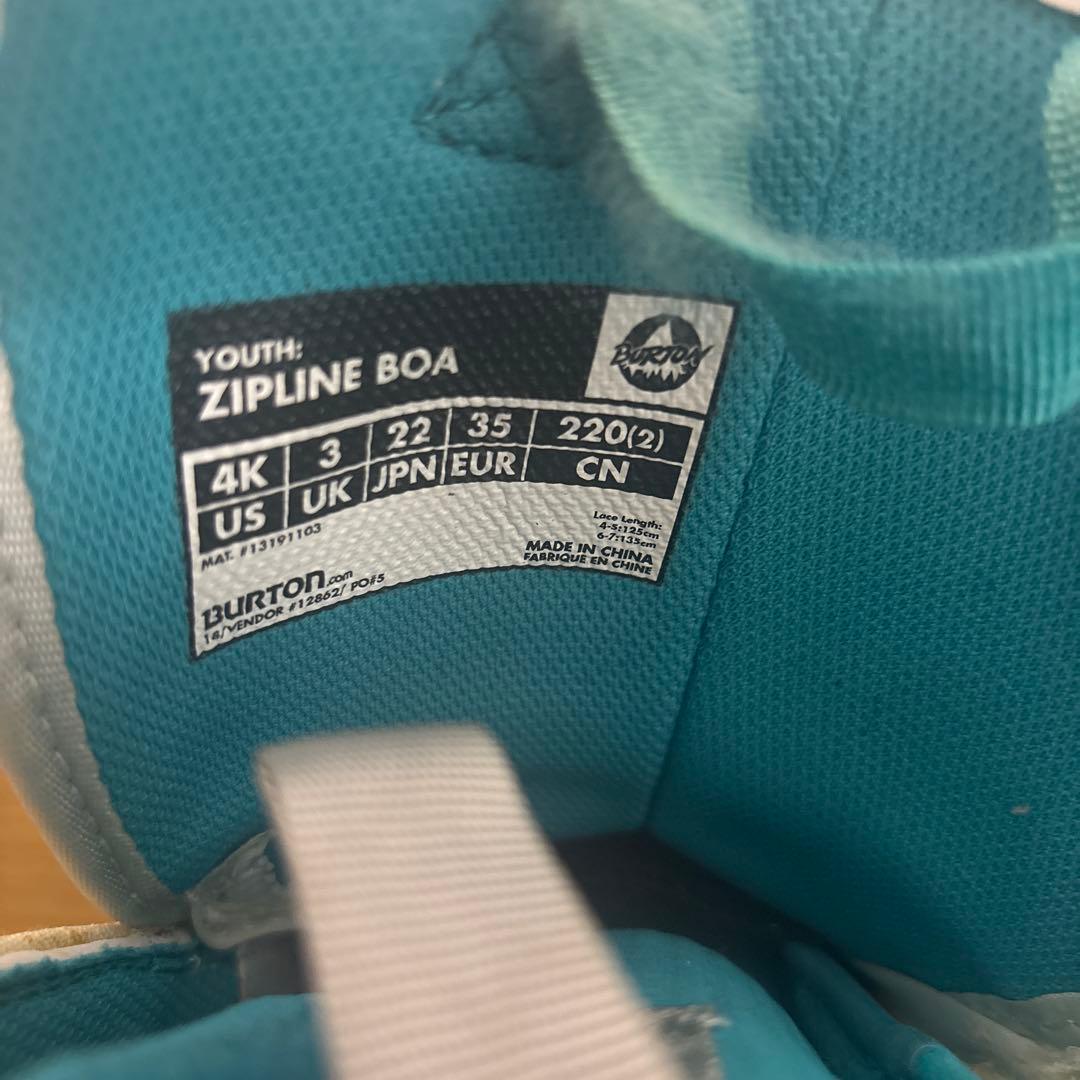 YOUTH:
ZIPLINE BOA
BURTON
4K 3 22 35 220(2)
US UK JPN EUR CN
MAT. #13191103
Lace Length:
4-5:125cm
6-7:135cm
MADE IN CHINA
FABRIQUE EN CHINE
BURTON.com
18/VENDOR #12862/ PO#5